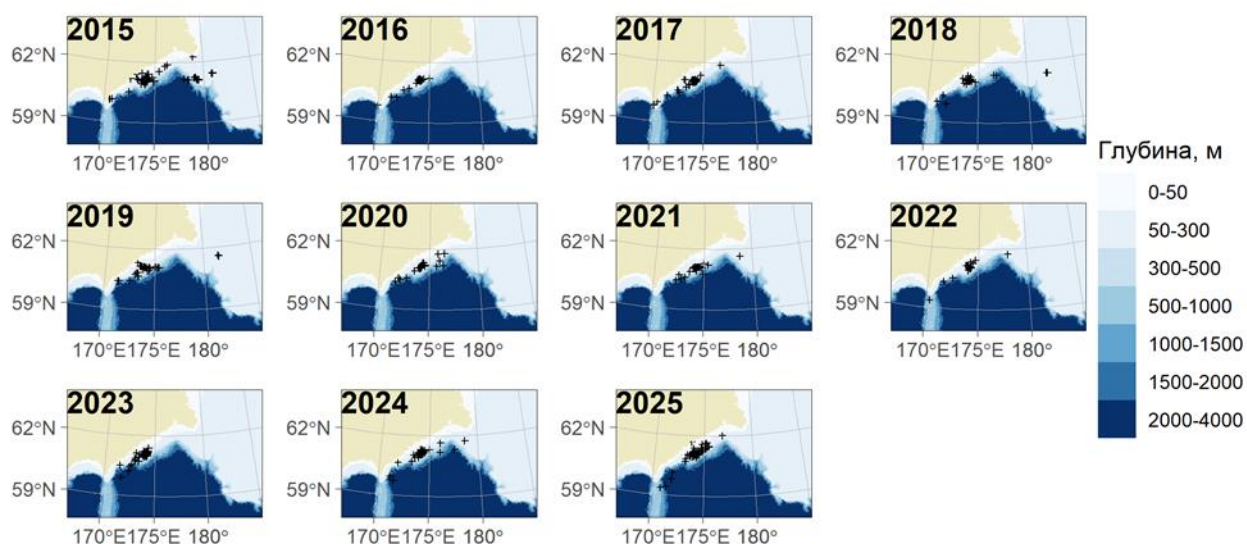 2015
2016
2017
2018
62°N
59°N
62°N
59°N
62°N
59°N
62°N
59°N
170°E175°E 180°
170°E175°E 180°
170°E175°E 180°
170°E175°E 180°
Глубина, м
0-50
50-300
300-500
500-1000
1000-1500
1500-2000
2000-4000
2019
2020
2021
2022
62°N
59°N
62°N
59°N
62°N
59°N
62°N
59°N
170°E175°E 180°
170°E175°E 180°
170°E175°E 180°
170°E175°E 180°
2023
2024
2025
62°N
59°N
62°N
59°N
62°N
59°N
170°E175°E 180°
170°E175°E 180°
170°E175°E 180°